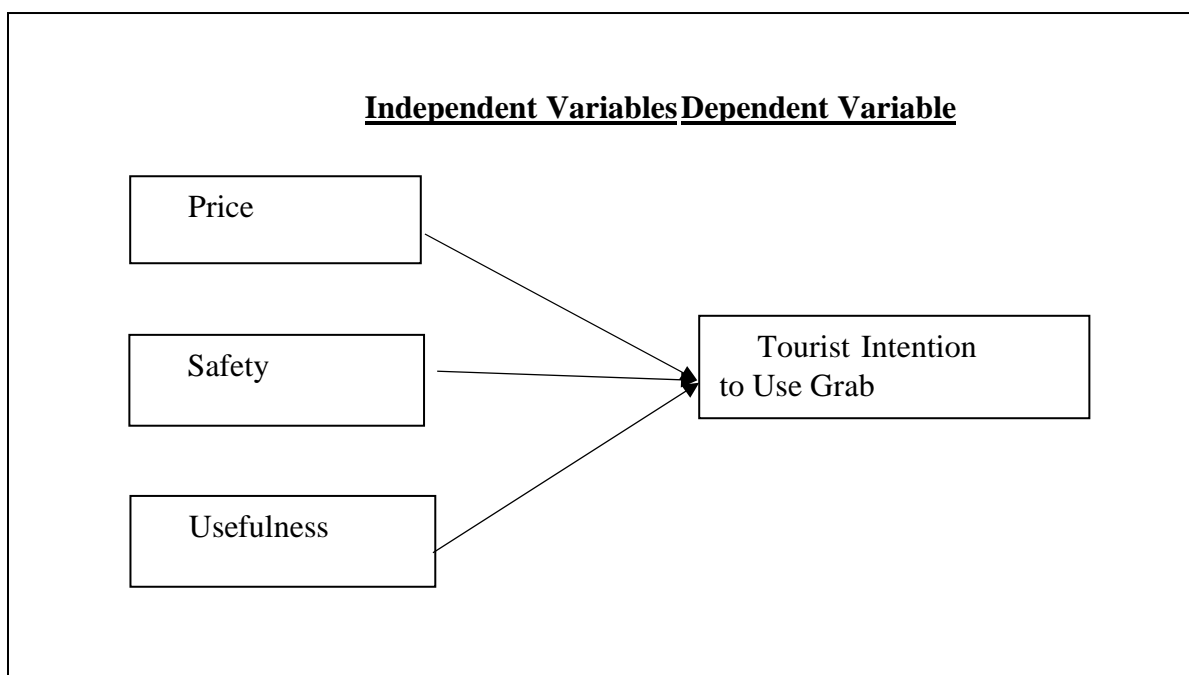 Independent Variables Dependent Variable
Price
Safety
Usefulness
Tourist Intention
to Use Grab